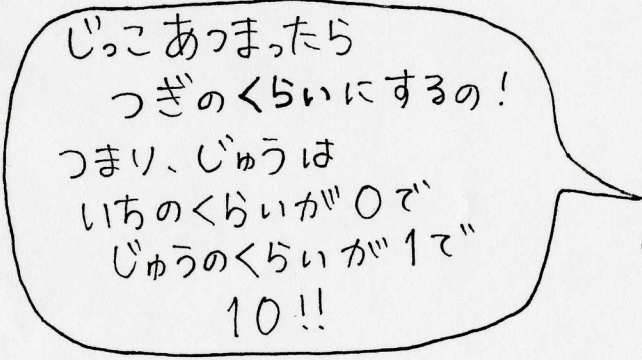 じっこあつまったら
つぎのくらいにするの!
つまり、じゅうは
いちのくらいが0で
じゅうのくらいが1で
10!!